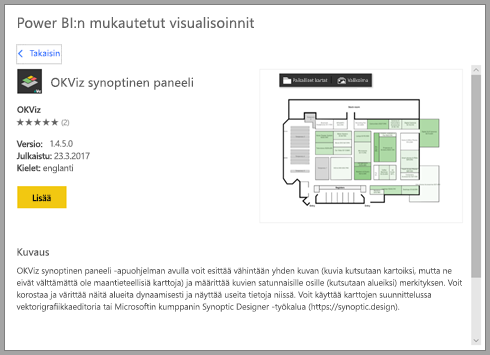 Power BI:n mukautetut visualisoinnit
Takaisin
OKViz synoptinen paneeli
OKViz
(2)
Versio: 1.4.5.0
Julkaistu: 23.3.2017
Kielet: englanti
Lisää
Paikalliset kartat
Valikoima
Kuvaus
OKViz synoptinen paneeli -apuohjelman avulla voit esittää vähintään yhden kuvan (kuvia kutsutaan kartoiksi, mutta ne
eivät välttämättä ole maantieteellisiä karttoja) ja määrittää kuvien satunnaisille osille (kutsutaan alueiksi) merkityksen. Voit
korostaa ja värittää näitä alueita dynaamisesti ja näyttää useita tietoja niissä. Voit käyttää karttojen suunnittelussa
vektorigrafiikkaeditoria tai Microsoftin kumppanin Synoptic Designer -työkalua (https://synoptic.design).